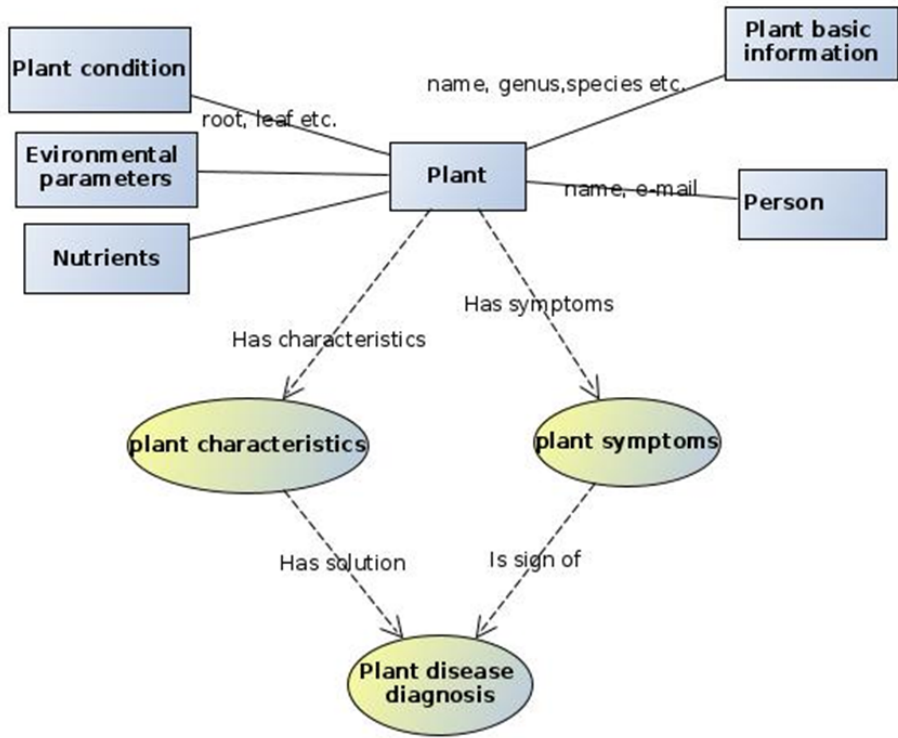 Plant condition
root, leaf etc.
Evironmental
parameters
Nutrients
Plant
name, genus,species etc.
Plant basic
information
name, e-mail
Person
Has characteristics
Has symptoms
plant characteristics
plant symptoms
Has solution
Is sign of
Plant disease
diagnosis